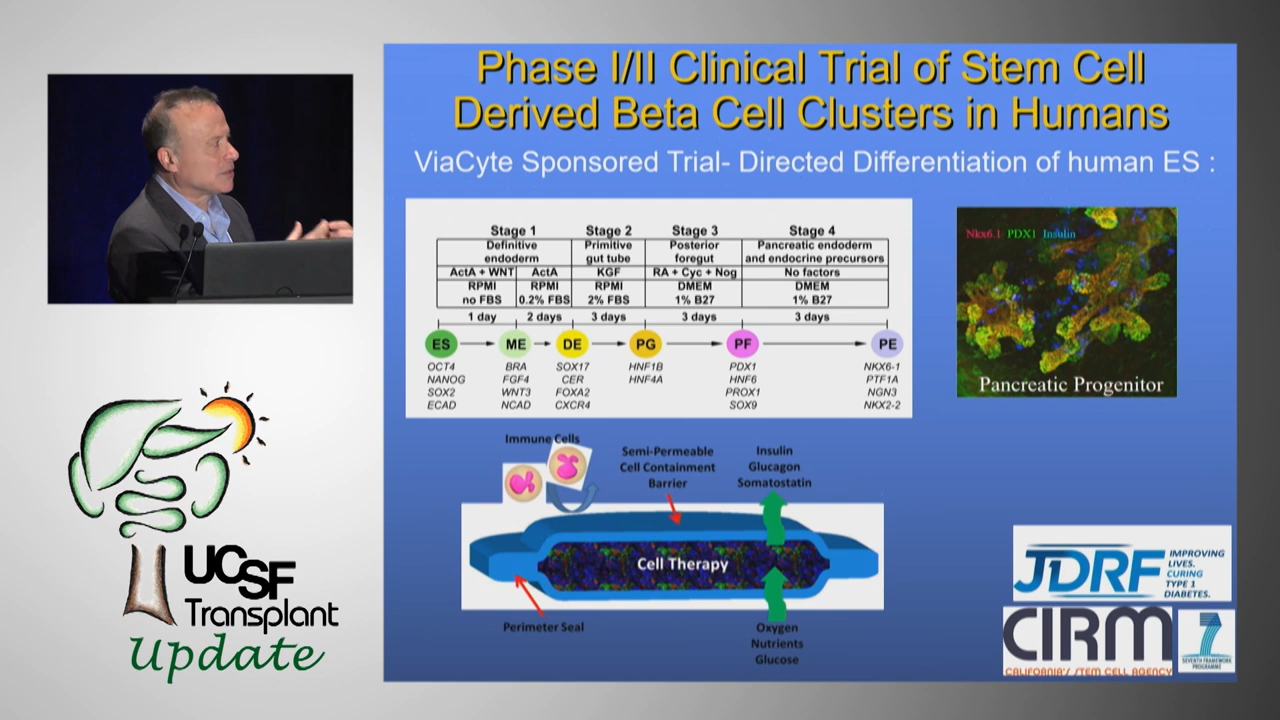 Phase I/II Clinical Trial of Stem Cell
Derived Beta Cell Clusters in Humans
ViaCyte Sponsored Trial- Directed Differentiation of human ES :
Stage 1 Stage 2 Stage 3 Stage 4
Definitive endoderm
Primitive gut tube
Posterior foregut
Pancreatic endoderm and endocrine precursors
ActA + WNT ActA KGF RA + Cyc + Nog No factors
RPMI no FBS
RPMI 0.2% FBS
RPMI 2% FBS
DMEM 1% B27
DMEM 1% B27
1 day 2 days 3 days 3 days 3 days
ES ME DE PG PF PE
OCT4 BRA SOX17 HNF1B PDX1 NKX6-1
NANOG FGF4 CER HNF4A HNF6 PTF1A
SOX2 WNT3 FOXA2 PROX1 NGN3
ECAD NCAD CXCR4 SOX9 NKX2-2
Nkx6.1 PDX1 Insulin
Pancreatic Progenitor
Immune Cells
Semi-Permeable
Cell Containment
Barrier
Insulin
Glucagon
Somatostatin
Cell Therapy
Perimeter Seal
Oxygen
Nutrients
Glucose
JDRF
IMPROVING
LIVES.
CURING
TYPE 1
DIABETES.
CIRM
CALIFORNIA'S STEM CELL AGENCY
7
SEVENTH FRAMEWORK
PROGRAMME
UCSF
Transplant
Update